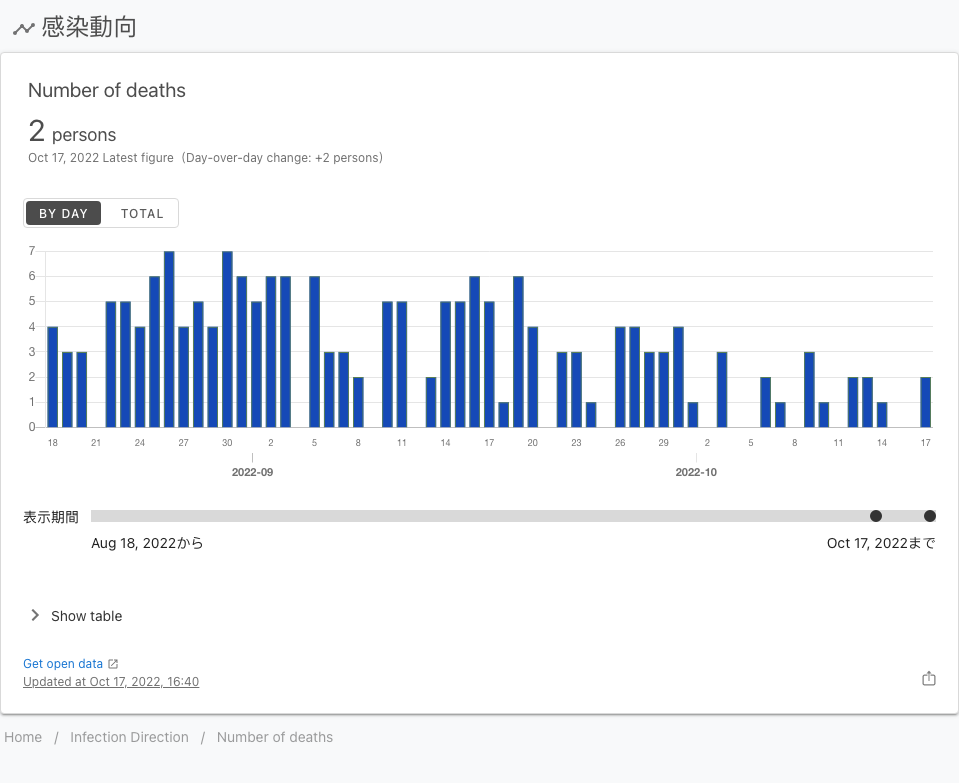 感染動向
Number of deaths
2 persons
Oct 17, 2022 Latest figure (Day-over-day change: +2 persons)
BY DAY TOTAL
7
6
5
4
3
2
1
0
18 21 24 27 30 2 5 8 11 14 17 20 23 26 29 2 5 8 11 14 17
2022-09 2022-10
表示期間
Aug 18, 2022から Oct 17, 2022まで
Show table
Get open data
Updated at Oct 17, 2022, 16:40
Home / Infection Direction / Number of deaths